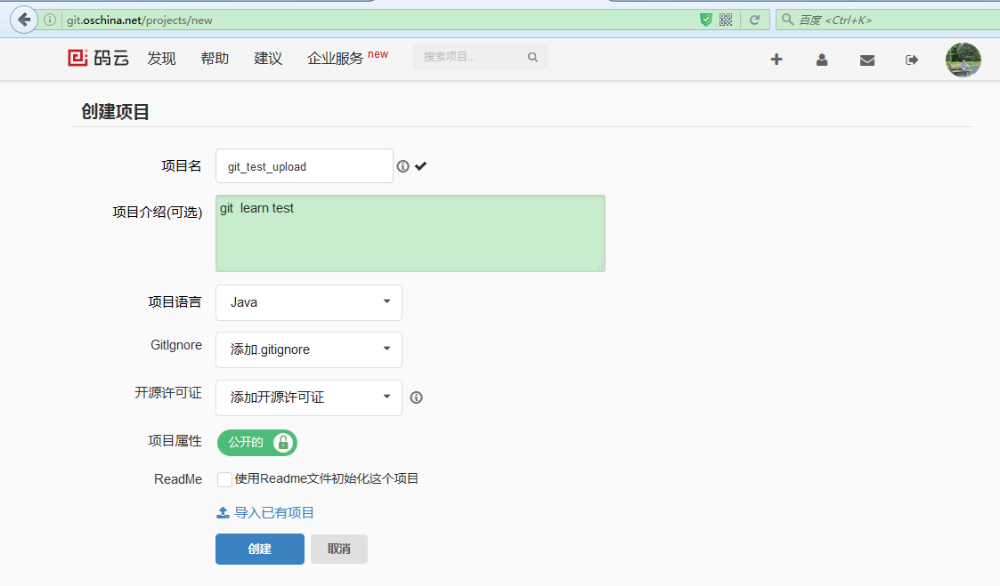 git.oschina.net/projects/new
百度 <Ctrl+K>
码云 发现 帮助 建议 企业服务 new 搜索项目...
创建项目
项目名 git_test_upload
项目介绍(可选) git  learn test
项目语言 Java
GitIgnore 添加.gitignore
开源许可证 添加开源许可证
项目属性 公开的
ReadMe 使用Readme文件初始化这个项目
导入已有项目
创建 取消